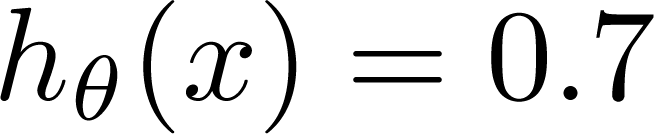 h_θ(x) = 0.7